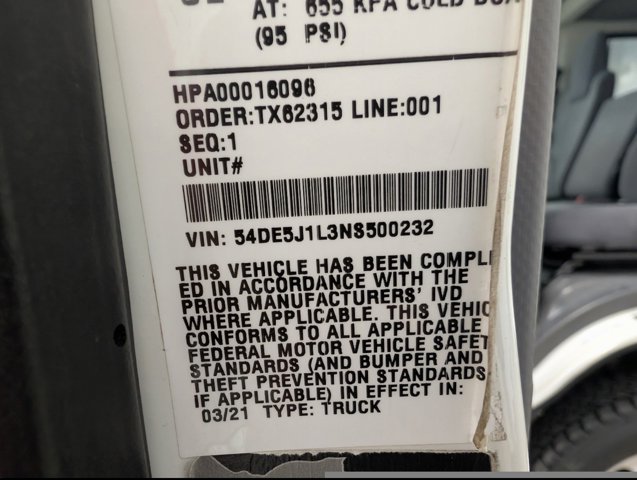 AT: 655 KPA COLD
(95 PSI)
HPA00016096
ORDER:TX62315 LINE:001
SEQ:1
UNIT#
VIN: 54DE5J1L3NS500232
THIS VEHICLE HAS BEEN COMPL
ED IN ACCORDANCE WITH THE
PRIOR MANUFACTURERS' IVD
WHERE APPLICABLE. THIS VEHIC
CONFORMS TO ALL APPLICABLE
FEDERAL MOTOR VEHICLE SAFET
STANDARDS (AND BUMPER AND
THEFT PREVENTION STANDARDS,
IF APPLICABLE) IN EFFECT IN:
03/21 TYPE: TRUCK